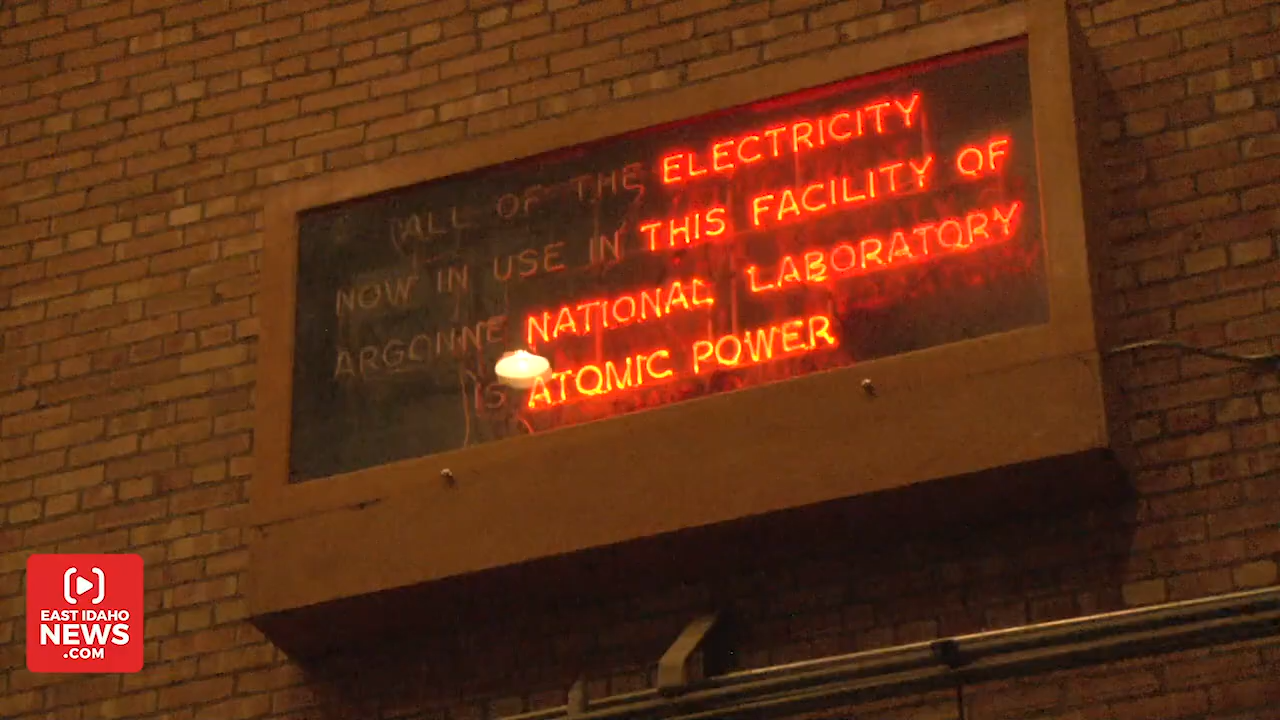 ALL OF THE ELECTRICITY
NOW IN USE IN THIS FACILITY OF
ARGONNE NATIONAL LABORATORY
IS ATOMIC POWER
EAST IDAHO
NEWS
.COM